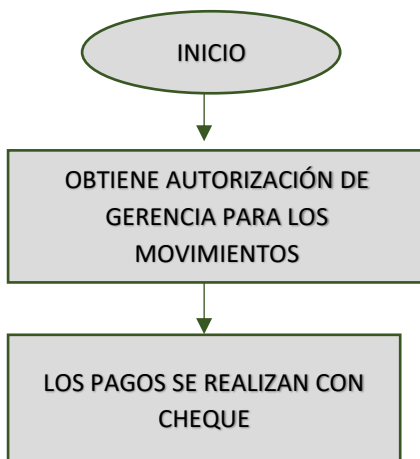 INICIO
OBTIENE AUTORIZACIÓN DE
GERENCIA PARA LOS
MOVIMIENTOS
LOS PAGOS SE REALIZAN CON
CHEQUE